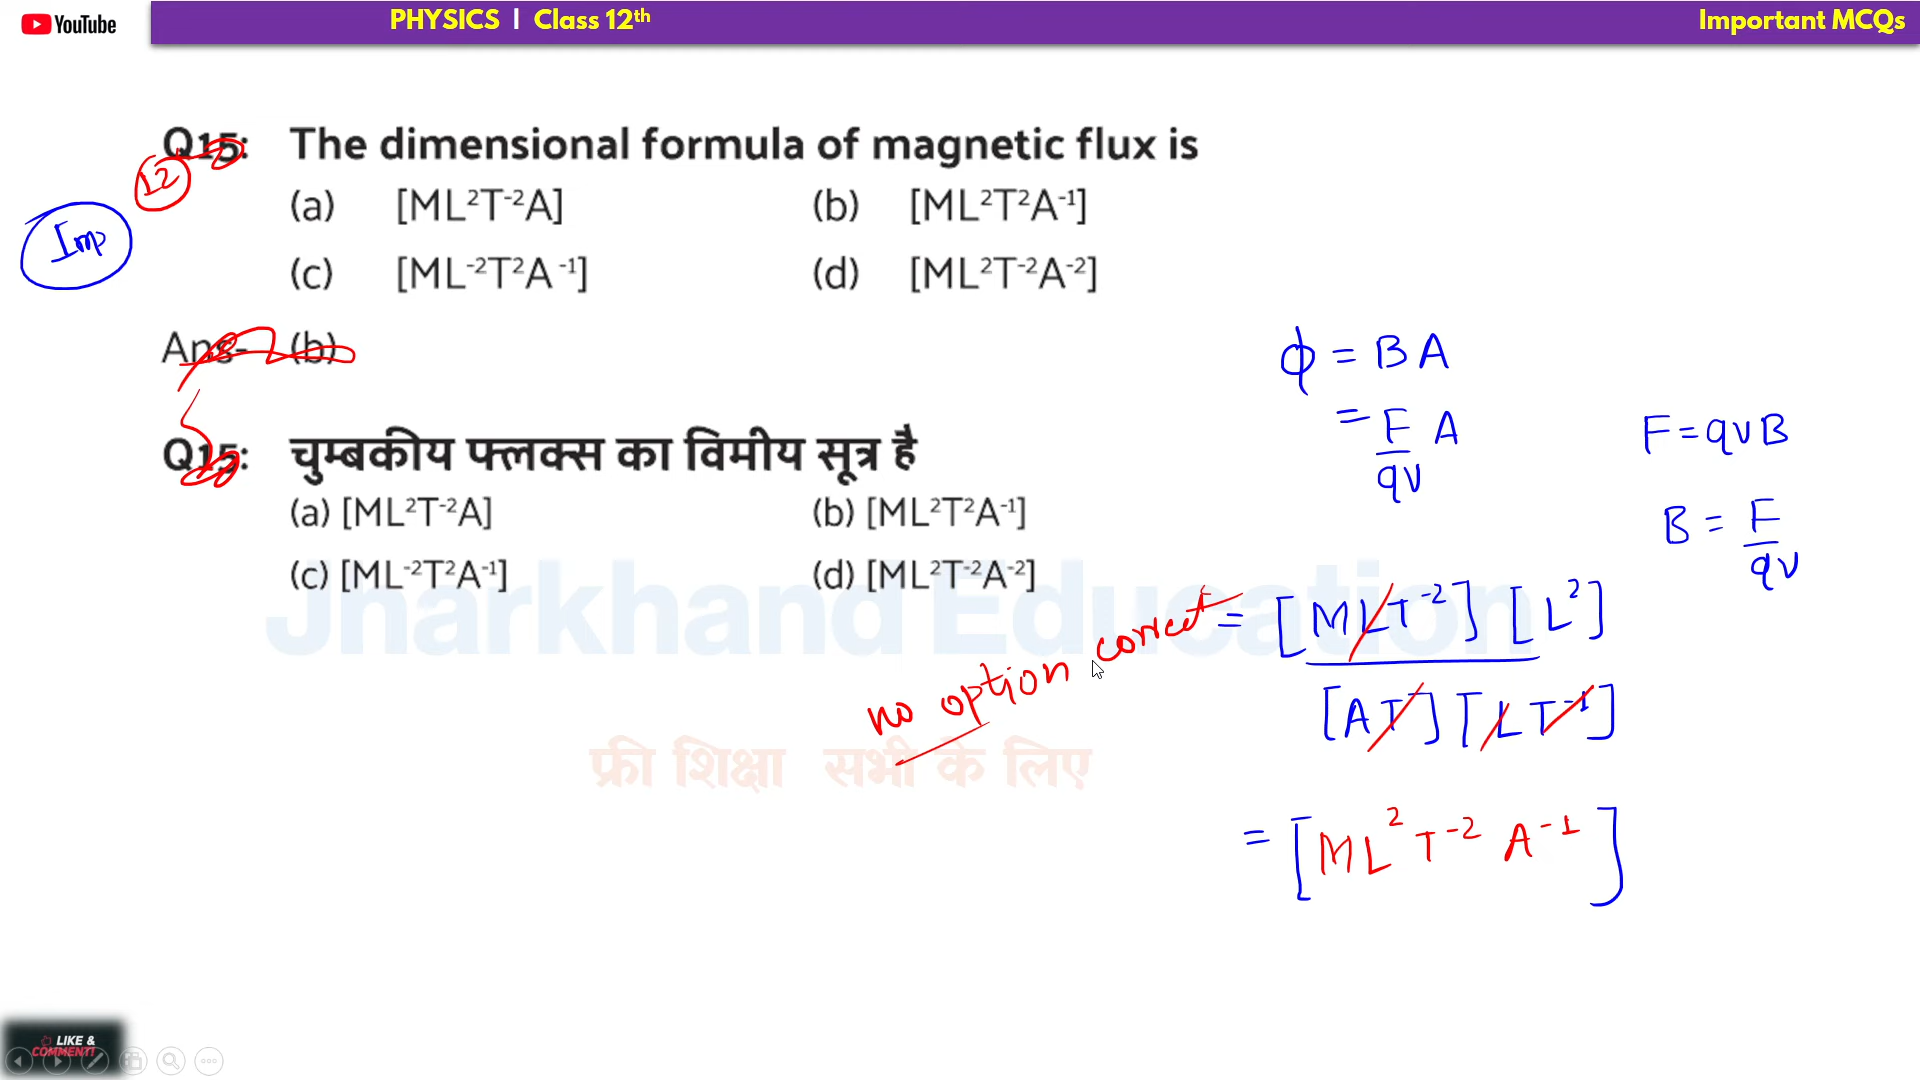 YouTube
PHYSICS | Class 12th
Important MCQs
Q15: The dimensional formula of magnetic flux is
12
Imp
(a) [ML²T⁻²A] (b) [ML²T²A⁻¹]
(c) [ML⁻²T²A⁻¹] (d) [ML²T⁻²A⁻²]
Ans- (b)
Q15: चुम्बकीय फ्लक्स का विमीय सूत्र है
(a) [ML²T⁻²A] (b) [ML²T²A⁻¹]
(c) [ML⁻²T²A⁻¹] (d) [ML²T⁻²A⁻²]
Jharkhand Education
फ्री शिक्षा सभी के लिए
no option correct
ϕ = BA
= F/qv A
F = qvB
B = F/qv
= [MLT⁻²] [L²]
[AT] [LT⁻¹]
= [ML²T⁻²A⁻¹]
LIKE &
COMMENT!